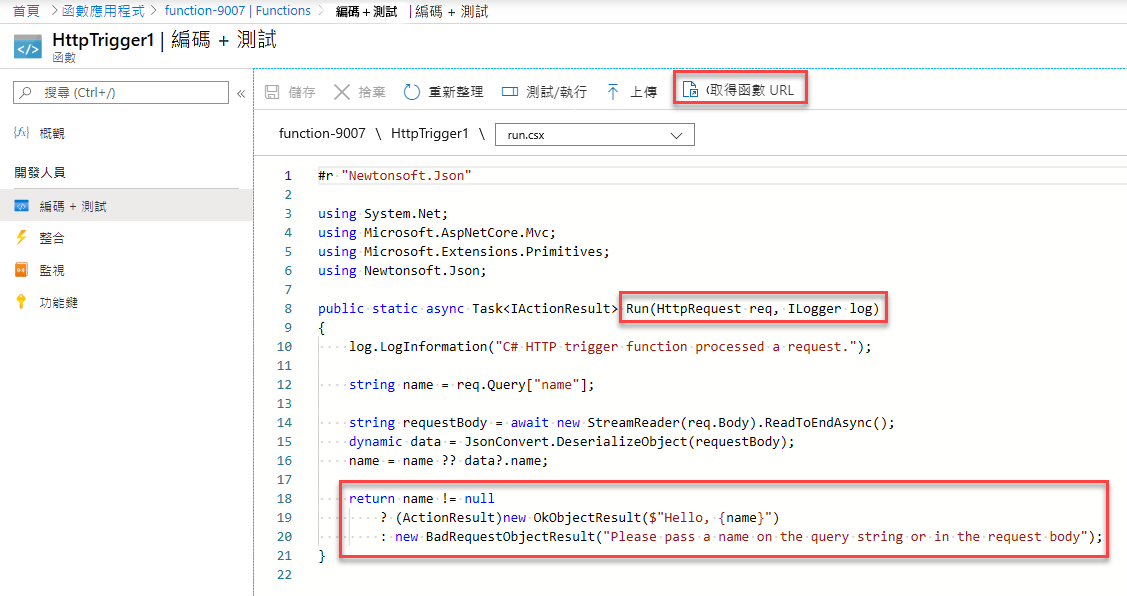 首頁 > 函數應用程式 > function-9007 | Functions > 編碼 + 測試 | 編碼 + 測試
HttpTrigger1 | 編碼 + 測試
函數
搜尋 (Ctrl+/)
«
概觀
開發人員
編碼 + 測試
整合
監視
功能鍵
儲存 捨棄 重新整理 測試/執行 上傳 (取得函數 URL
function-9007 \ HttpTrigger1 \ run.csx
1 #r "Newtonsoft.Json"
2
3 using System.Net;
4 using Microsoft.AspNetCore.Mvc;
5 using Microsoft.Extensions.Primitives;
6 using Newtonsoft.Json;
7
8 public static async Task<IActionResult> Run(HttpRequest req, ILogger log)
9 {
10 log.LogInformation("C# HTTP trigger function processed a request.");
11
12 string name = req.Query["name"];
13
14 string requestBody = await new StreamReader(req.Body).ReadToEndAsync();
15 dynamic data = JsonConvert.DeserializeObject(requestBody);
16 name = name ?? data?.name;
17
18 return name != null
19 ? (ActionResult)new OkObjectResult($"Hello, {name}")
20 : new BadRequestObjectResult("Please pass a name on the query string or in the request body");
21 }
22